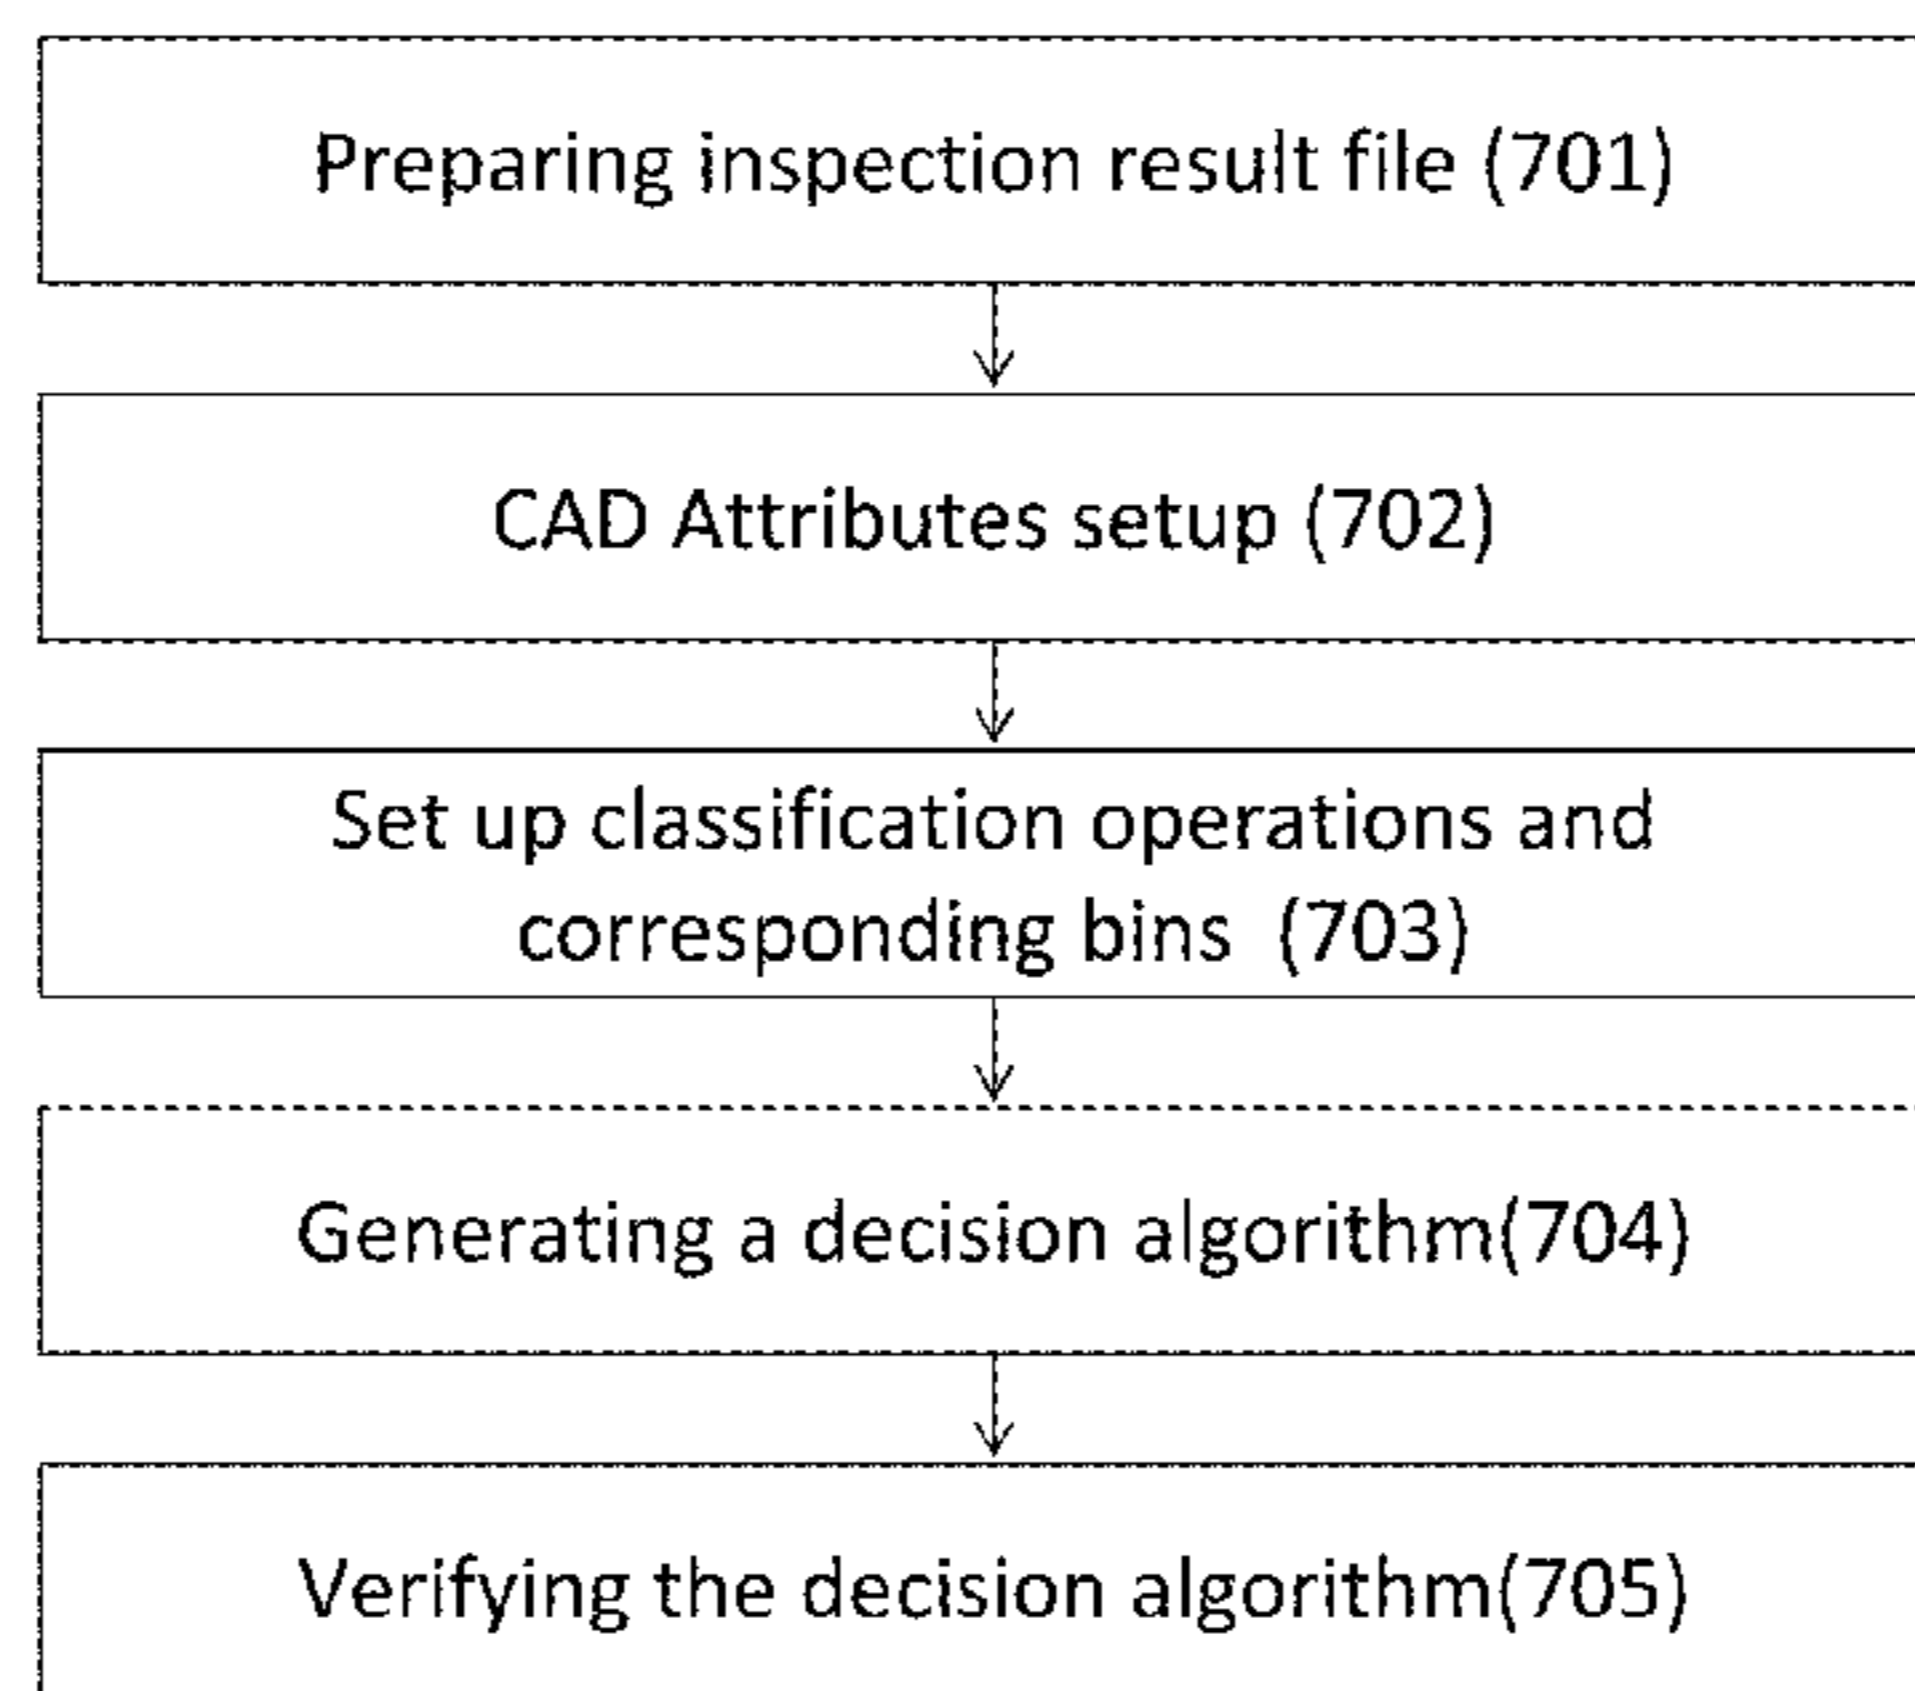 Preparing inspection result file (701)
CAD Attributes setup (702)
Set up classification operations and
corresponding bins (703)
Generating a decision algorithm(704)
Verifying the decision algorithm(705)